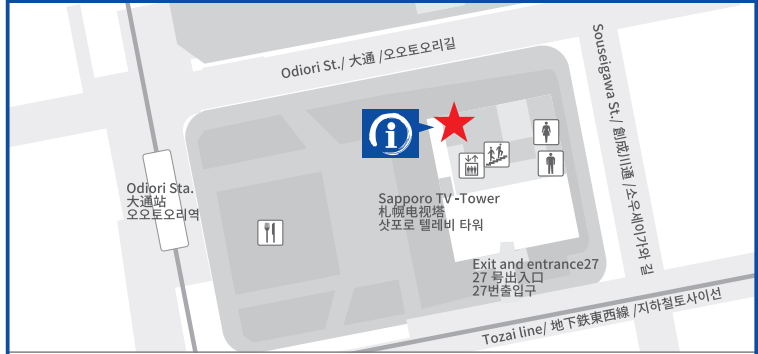 Odiori St./ 大通 /오오토오리길
Souseigawa St./ 創成川通 /소우세이가와 길
i
Odiori Sta.
大通站
오오토오리역
Sapporo TV-Tower
札幌电视塔
삿포로 텔레비 타워
Exit and entrance27
27 号出入口
27번출입구
Tozai line/ 地下鉄東西線 /지하철토사이선